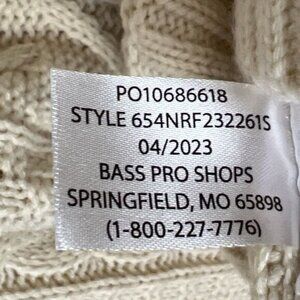 PO10686618
STYLE 654NRF232261S
04/2023
BASS PRO SHOPS
SPRINGFIELD, MO 65898
(1-800-227-7776)